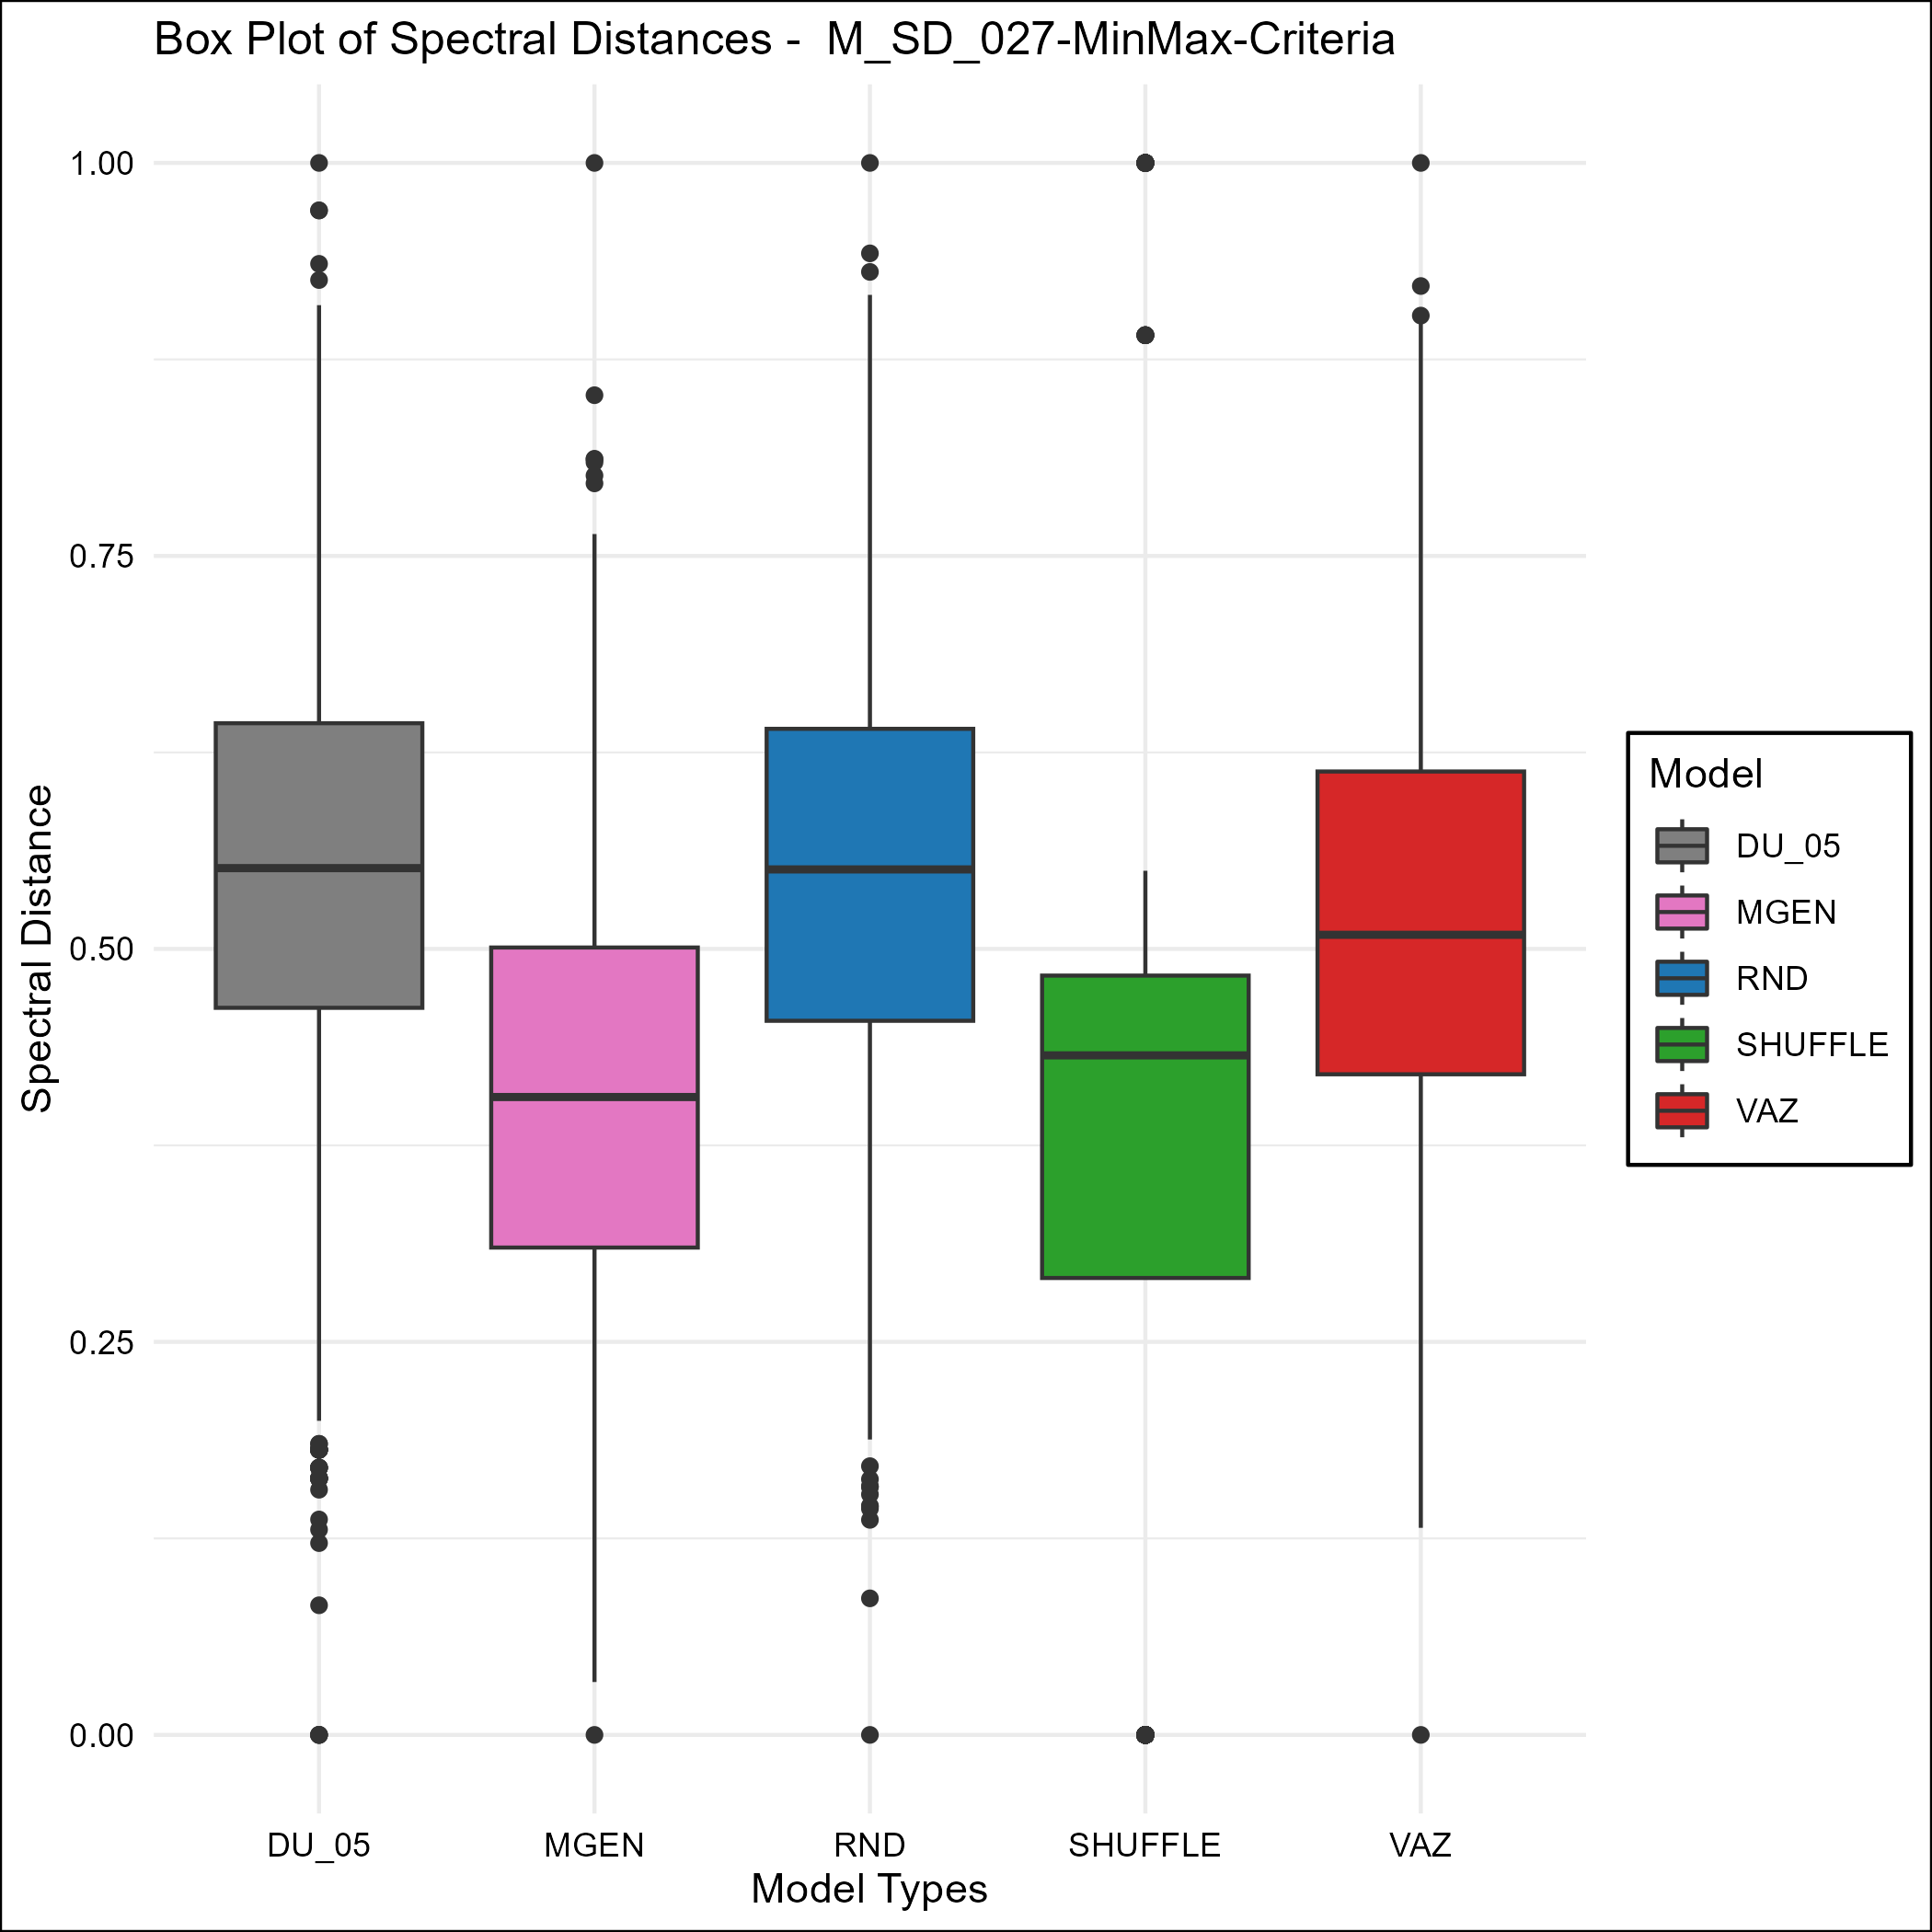 Box Plot of Spectral Distances -  M_SD_027-MinMax-Criteria
1.00
0.75
0.50
0.25
0.00
Spectral Distance
DU_05
MGEN
RND
SHUFFLE
VAZ
Model Types
Model
DU_05
MGEN
RND
SHUFFLE
VAZ